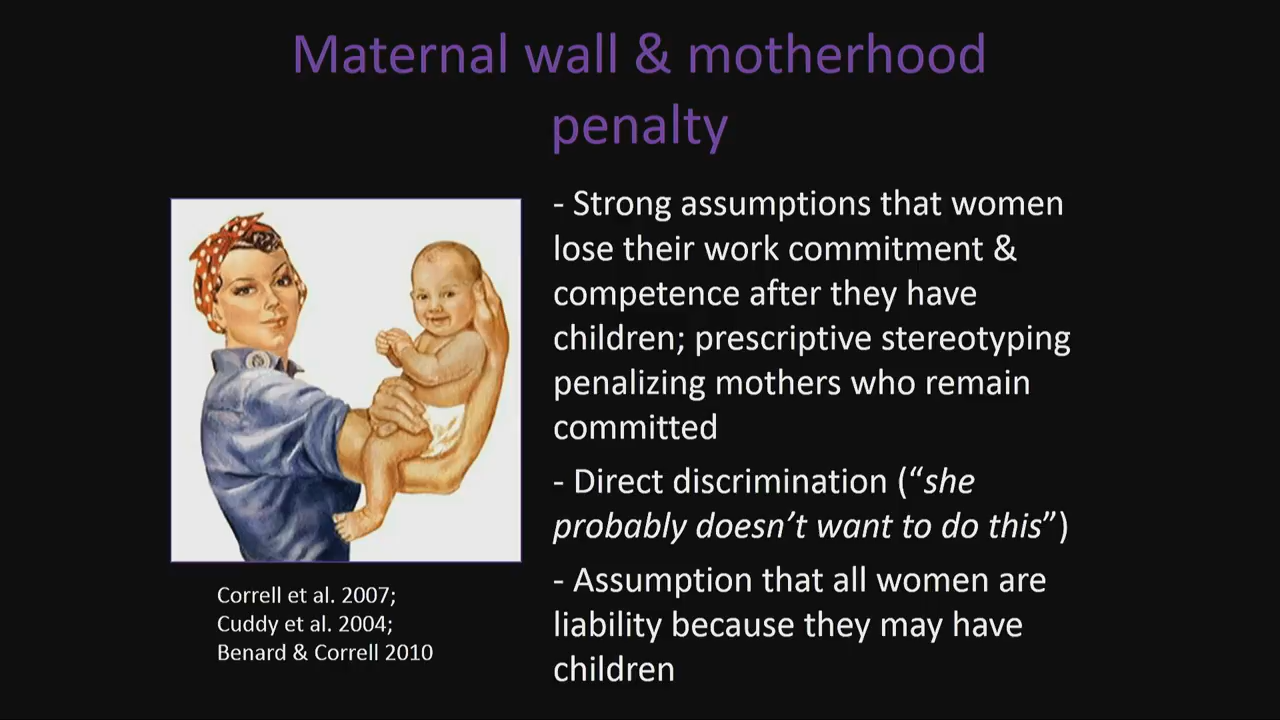 Maternal wall & motherhood
penalty
- Strong assumptions that women
lose their work commitment &
competence after they have
children; prescriptive stereotyping
penalizing mothers who remain
committed
- Direct discrimination (“she
probably doesn’t want to do this”)
- Assumption that all women are
liability because they may have
children
Correll et al. 2007;
Cuddy et al. 2004;
Benard & Correll 2010